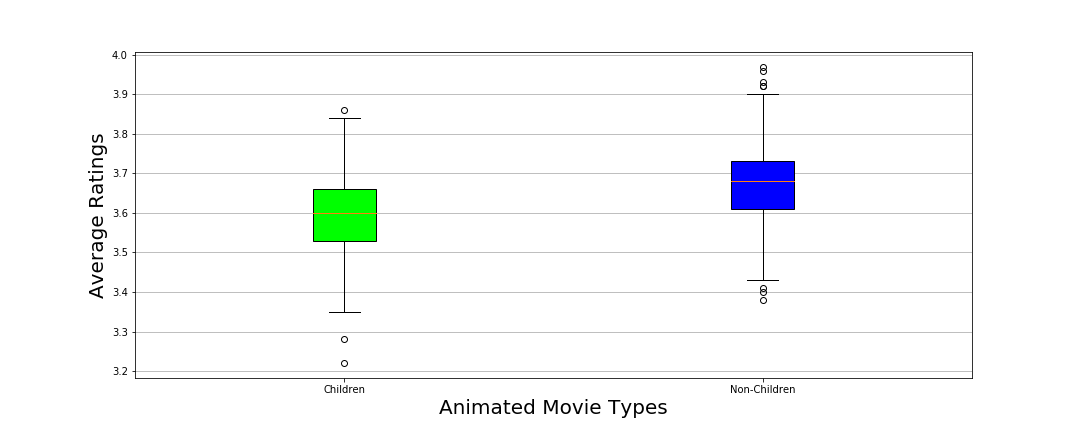 Average Ratings
4.0
3.9
3.8
3.7
3.6
3.5
3.4
3.3
3.2
Children
Non-Children
Animated Movie Types